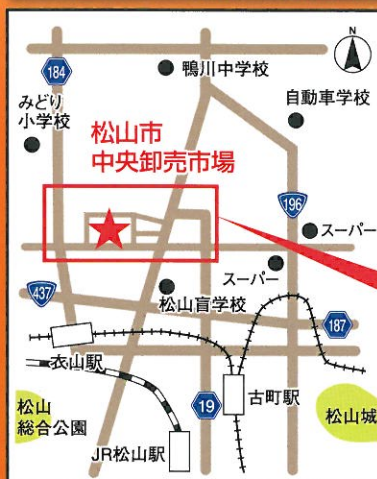 184
鴨川中学校
N
みどり
小学校
自動車学校
松山市
中央卸売市場
196
スーパー
スーパー
437
松山盲学校
187
衣山駅
19
古町駅
松山
総合公園
松山城
JR松山駅